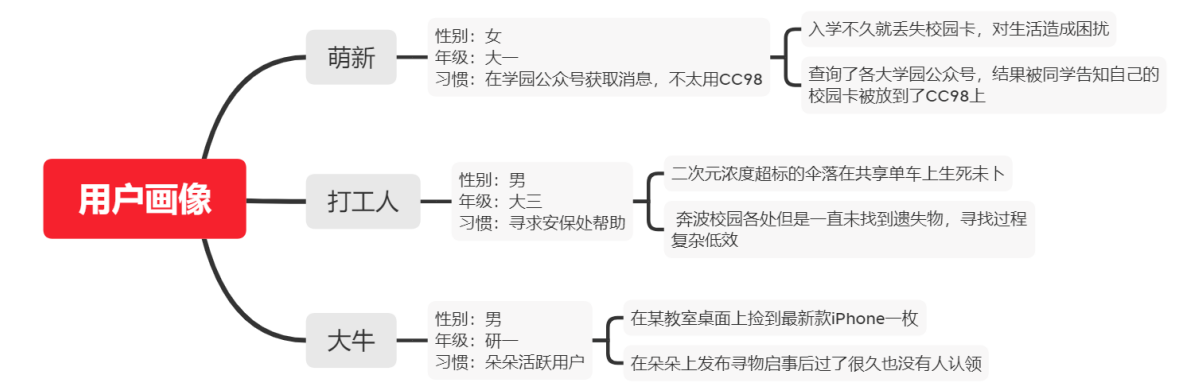 用户画像
萌新
性别：女
年级：大一
习惯：在学园公众号获取消息，不太用CC98
入学不久就丢失校园卡，对生活造成困扰
查询了各大学园公众号，结果被同学告知自己的
校园卡被放到了CC98上
打工人
性别：男
年级：大三
习惯：寻求安保处帮助
二次元浓度超标的伞落在共享单车上生死未卜
奔波校园各处但是一直未找到遗失物，寻找过程
复杂低效
大牛
性别：男
年级：研一
习惯：朵朵活跃用户
在某教室桌面上捡到最新款iPhone一枚
在朵朵上发布寻物启事后过了很久也没有人认领